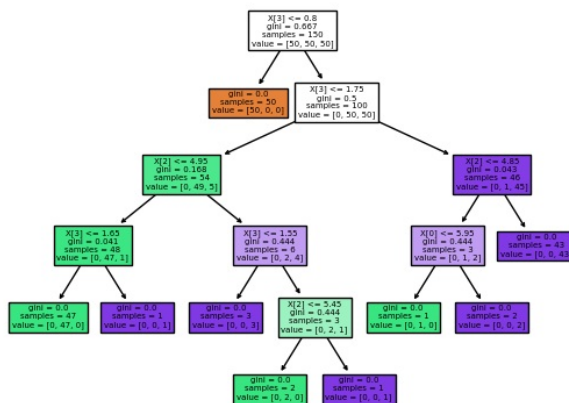 X[3] <= 0.8
gini = 0.667
samples = 150
value = [50, 50, 50]
gini = 0.0
samples = 50
value = [50, 0, 0]
X[3] <= 1.75
gini = 0.5
samples = 100
value = [0, 50, 50]
X[2] <= 4.95
gini = 0.168
samples = 54
value = [0, 49, 5]
X[2] <= 4.85
gini = 0.043
samples = 46
value = [0, 1, 45]
X[3] <= 1.65
gini = 0.041
samples = 48
value = [0, 47, 1]
X[3] <= 1.55
gini = 0.444
samples = 6
value = [0, 2, 4]
X[0] <= 5.95
gini = 0.444
samples = 3
value = [0, 1, 2]
gini = 0.0
samples = 43
value = [0, 0, 43]
gini = 0.0
samples = 47
value = [0, 47, 0]
gini = 0.0
samples = 1
value = [0, 0, 1]
gini = 0.0
samples = 3
value = [0, 0, 3]
X[2] <= 5.45
gini = 0.444
samples = 3
value = [0, 2, 1]
gini = 0.0
samples = 1
value = [0, 1, 0]
gini = 0.0
samples = 2
value = [0, 0, 2]
gini = 0.0
samples = 2
value = [0, 2, 0]
gini = 0.0
samples = 1
value = [0, 0, 1]